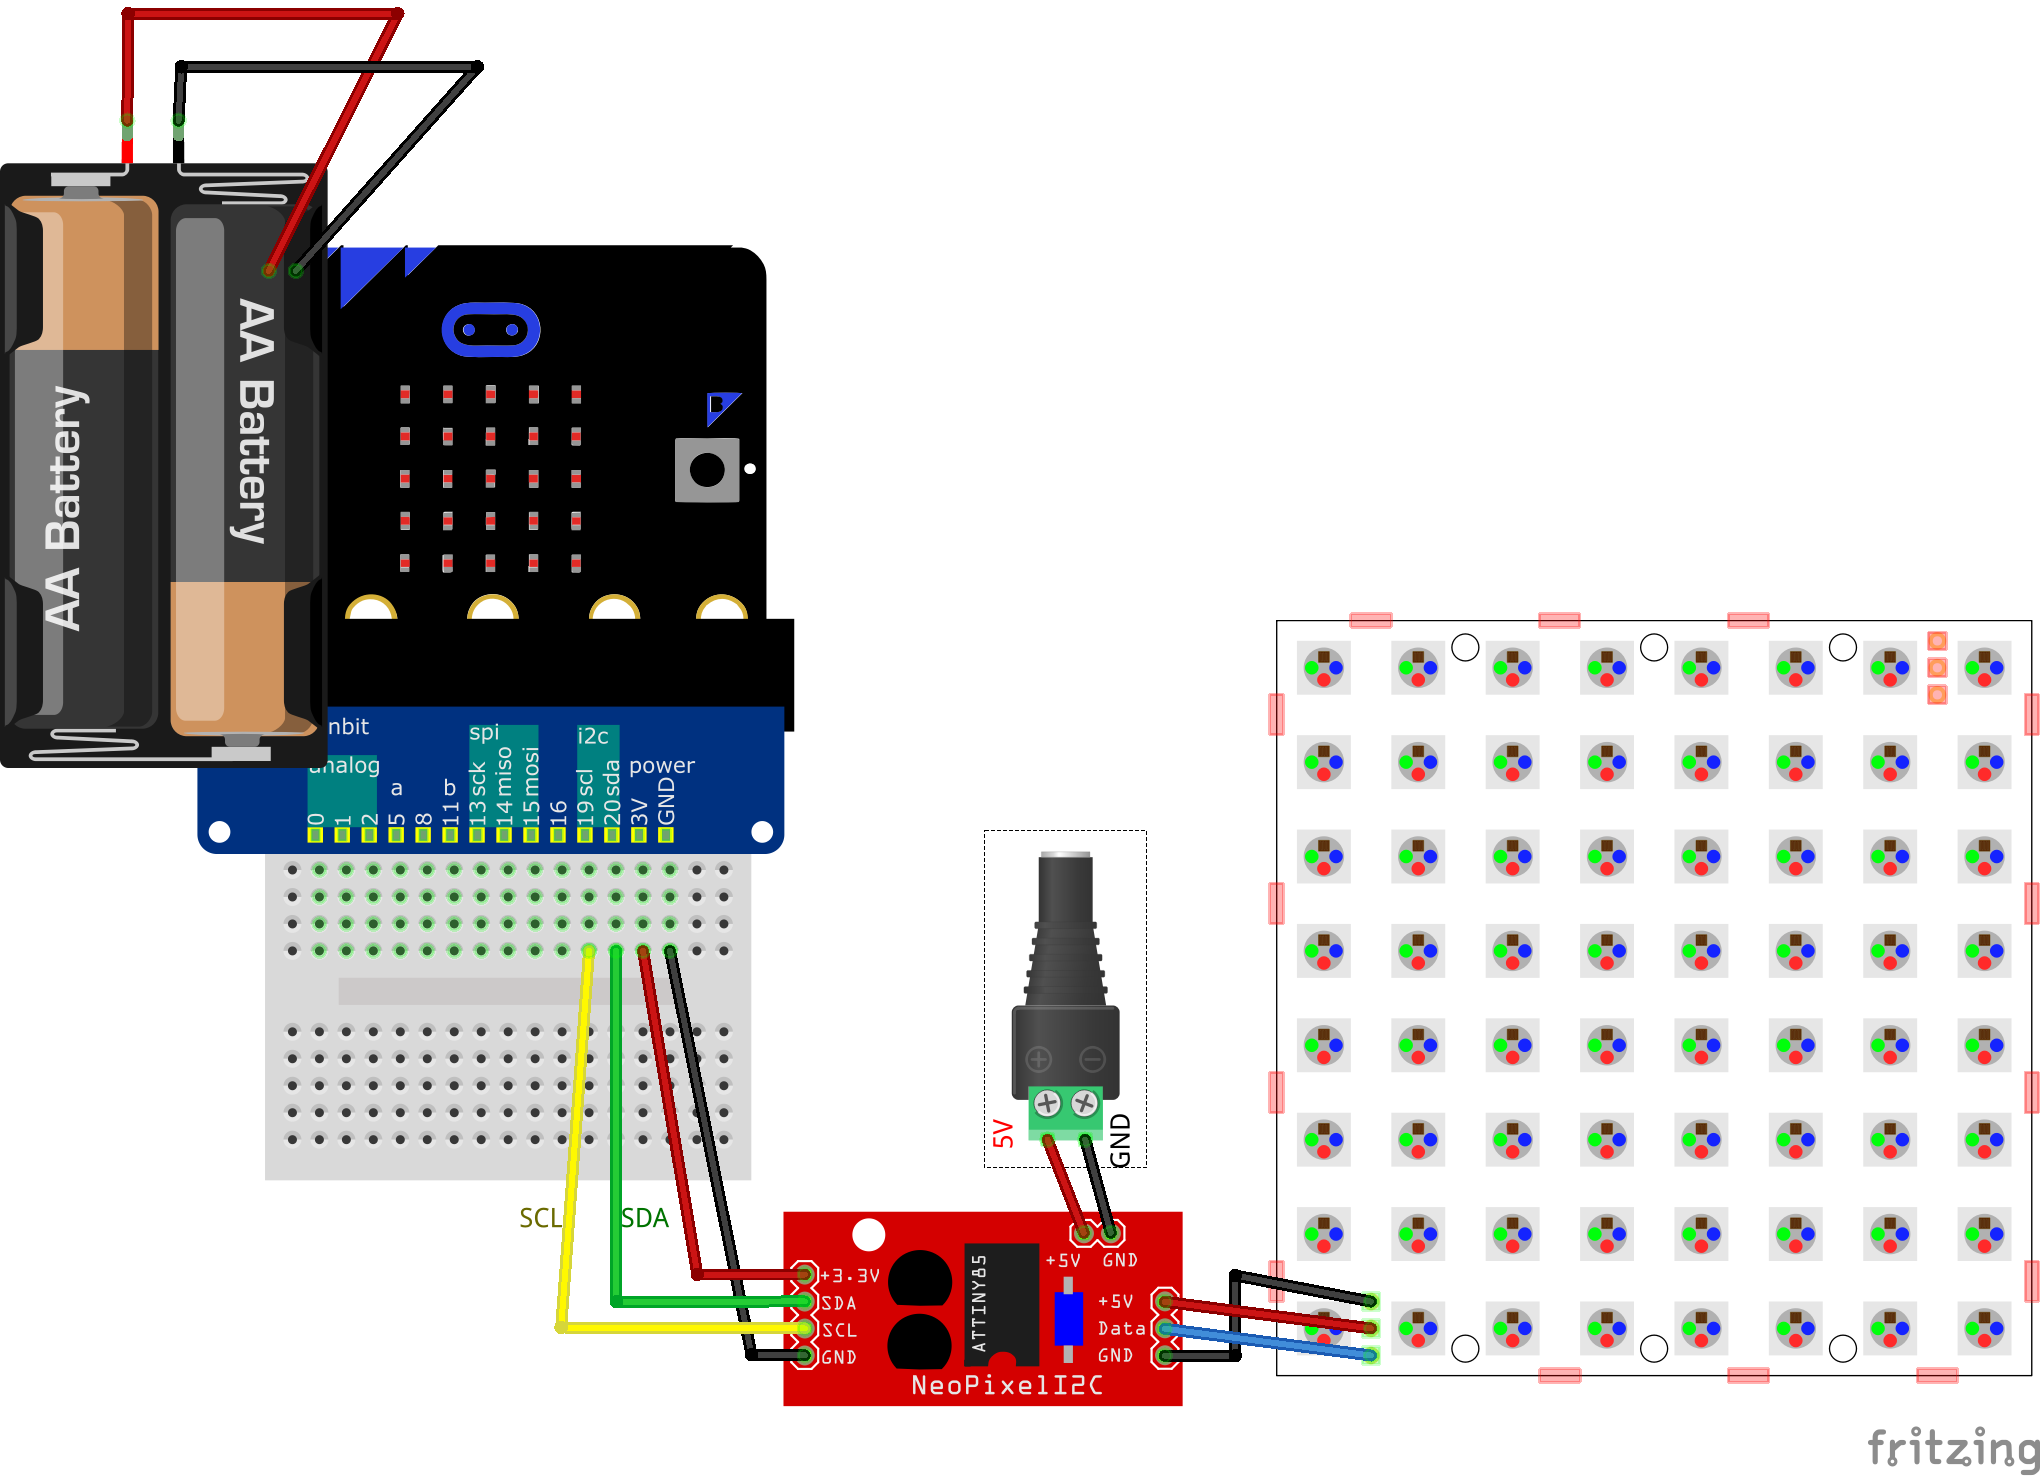 AA Battery
AA Battery
B
inbit
analog
spi
i2c
power
a
b
0
1
2
5
8
11
13 sck
14 miso
15 mosi
16
19 scl
20 sda
3V
GND
5V
GND
SCL
SDA
+3.3V
SDA
SCL
GND
ATTINY85
+5V
GND
+5V
Data
GND
NeoPixelI2C
fritzing